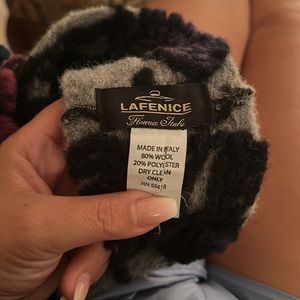 LAFENICE
Florence Italy
MADE IN ITALY
80% WOOL
20% POLYESTER
DRY CLEAN
ONLY